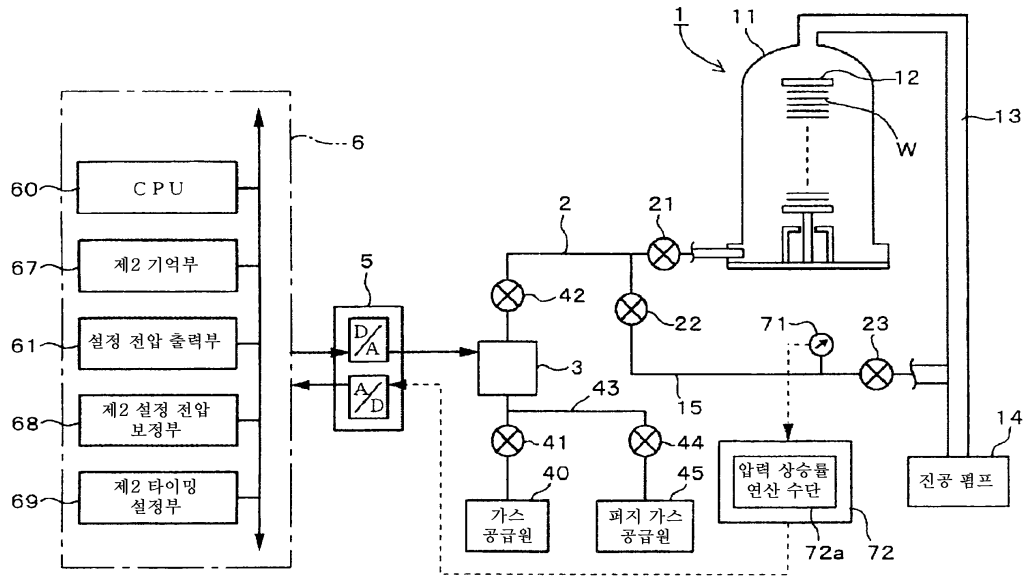 1
11
12
13
W
6
60
CPU
67
제2 기억부
61
설정 전압 출력부
68
제2 설정 전압
보정부
69
제2 타이밍
설정부
5
D/A
A/D
2
21
42
22
3
71
23
15
43
41
44
40
가스
공급원
45
퍼지 가스
공급원
압력 상승률
연산 수단
72a
72
14
진공 펌프